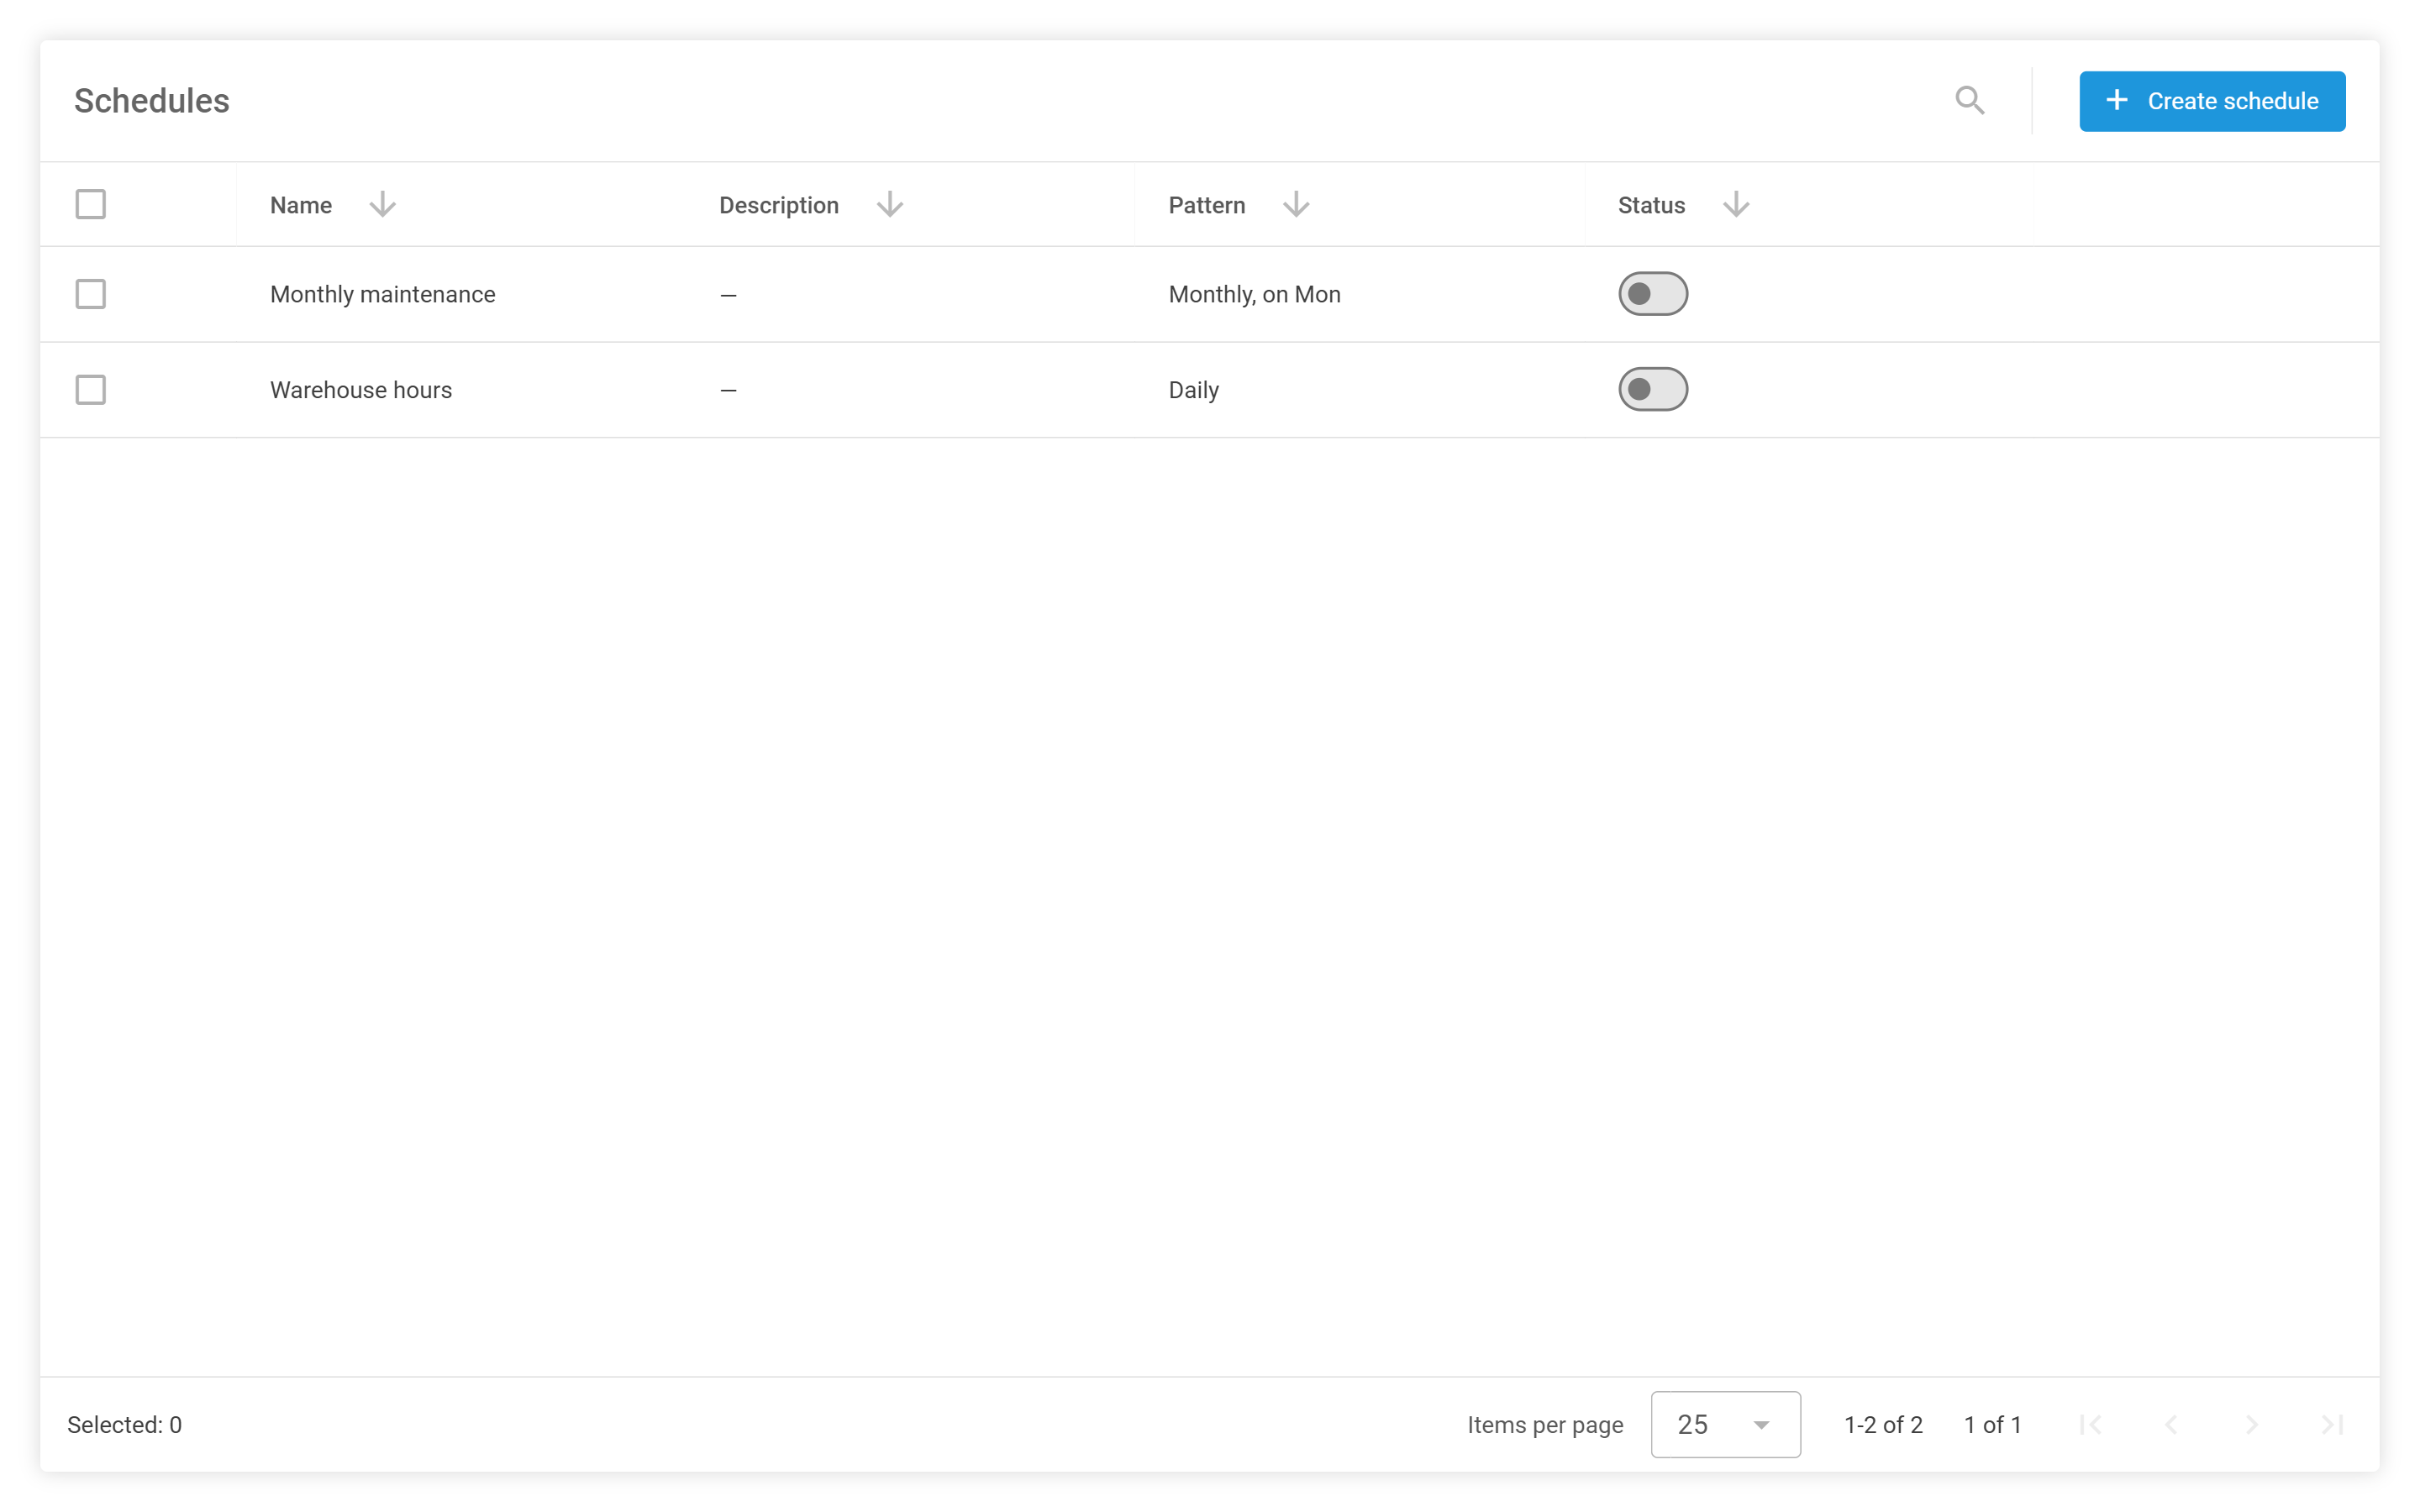 Schedules
Create schedule
Name Description Pattern Status
Monthly maintenance — Monthly, on Mon
Warehouse hours — Daily
Selected: 0 Items per page 25 1-2 of 2 1 of 1